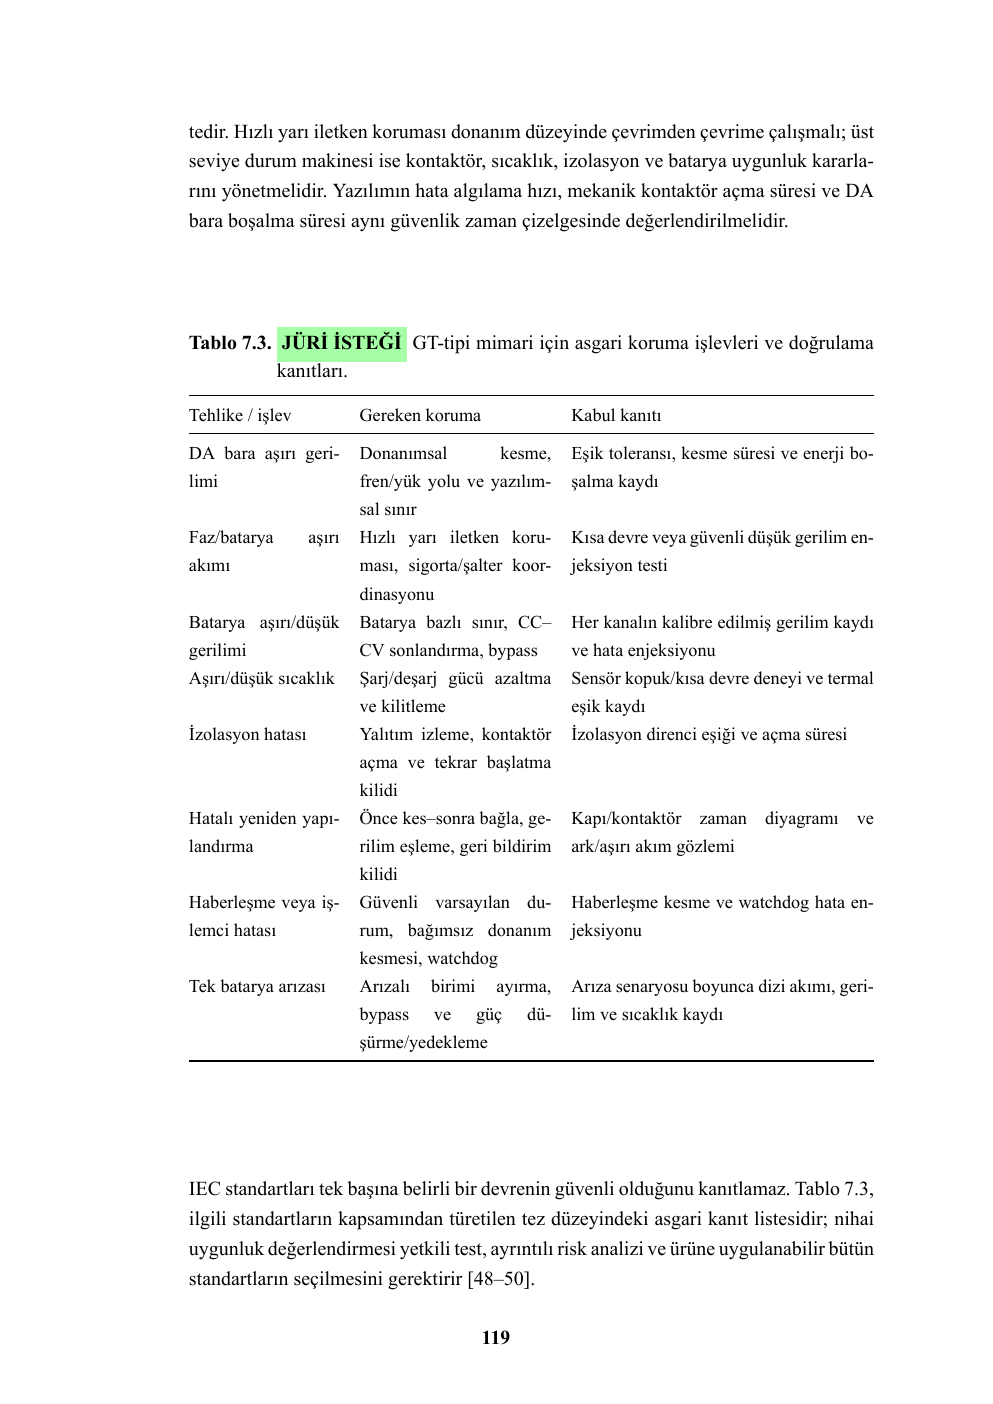 tedir. Hızlı yarı iletken koruması donanım düzeyinde çevrimden çevrime çalışmalı; üst
seviye durum makinesi ise kontaktör, sıcaklık, izolasyon ve batarya uygunluk kararla-
rını yönetmelidir. Yazılımın hata algılama hızı, mekanik kontaktör açma süresi ve DA
bara boşalma süresi aynı güvenlik zaman çizelgesinde değerlendirilmelidir.
Tablo 7.3. JÜRİ İSTEĞİ GT-tipi mimari için asgari koruma işlevleri ve doğrulama
kanıtları.
Tehlike / işlev Gereken koruma Kabul kanıtı
DA bara aşırı geri- Donanımsal kesme, Eşik toleransı, kesme süresi ve enerji bo-
limi fren/yük yolu ve yazılım- şalma kaydı
sal sınır
Faz/batarya aşırı Hızlı yarı iletken koru- Kısa devre veya güvenli düşük gerilim en-
akımı ması, sigorta/şalter koor- jeksiyon testi
dinasyonu
Batarya aşırı/düşük Batarya bazlı sınır, CC– Her kanalın kalibre edilmiş gerilim kaydı
gerilimi CV sonlandırma, bypass ve hata enjeksiyonu
Aşırı/düşük sıcaklık Şarj/deşarj gücü azaltma Sensör kopuk/kısa devre deneyi ve termal
ve kilitleme eşik kaydı
İzolasyon hatası Yalıtım izleme, kontaktör İzolasyon direnci eşiği ve açma süresi
açma ve tekrar başlatma
kilidi
Hatalı yeniden yapı- Önce kes–sonra bağla, ge- Kapı/kontaktör zaman diyagramı ve
landırma rilim eşleme, geri bildirim ark/aşırı akım gözlemi
kilidi
Haberleşme veya iş- Güvenli varsayılan du- Haberleşme kesme ve watchdog hata en-
lemci hatası rum, bağımsız donanım jeksiyonu
kesmesi, watchdog
Tek batarya arızası Arızalı birimi ayırma, Arıza senaryosu boyunca dizi akımı, geri-
bypass ve güç dü- lim ve sıcaklık kaydı
şürme/yedekleme
IEC standartları tek başına belirli bir devrenin güvenli olduğunu kanıtlamaz. Tablo 7.3,
ilgili standartların kapsamından türetilen tez düzeyindeki asgari kanıt listesidir; nihai
uygunluk değerlendirmesi yetkili test, ayrıntılı risk analizi ve ürüne uygulanabilir bütün
standartların seçilmesini gerektirir [48–50].
119